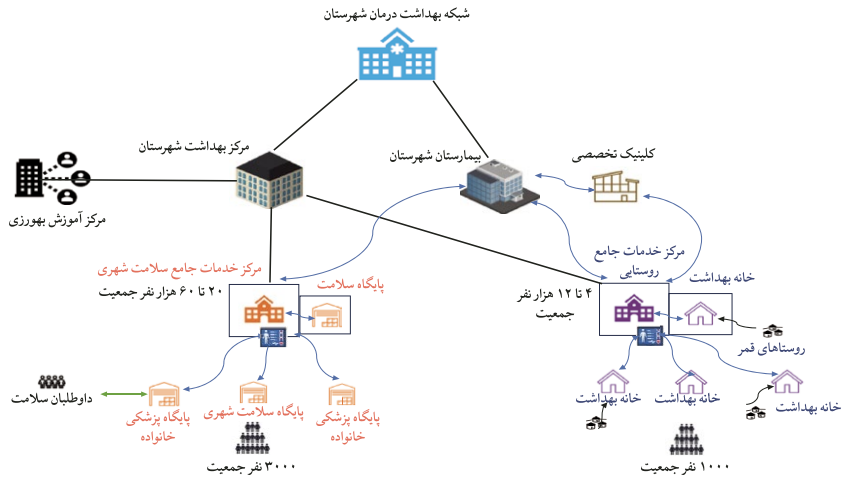 شبکه بهداشت درمان شهرستان
مرکز بهداشت شهرستان
بیمارستان شهرستان
کلینیک تخصصی
مرکز آموزش بهورزی
مرکز خدمات جامع
روستایی
خانه بهداشت
مرکز خدمات جامع سلامت شهری
۲۰ تا ۶۰ هزار نفر جمعیت
پایگاه سلامت
۴ تا ۱۲ هزار نفر
جمعیت
روستاهای قمر
داوطلبان سلامت
پایگاه پزشکی
خانواده
پایگاه سلامت شهری
پایگاه پزشکی
خانواده
خانه بهداشت
خانه بهداشت
خانه بهداشت
۳۰۰۰ نفر جمعیت
۱۰۰۰ نفر جمعیت